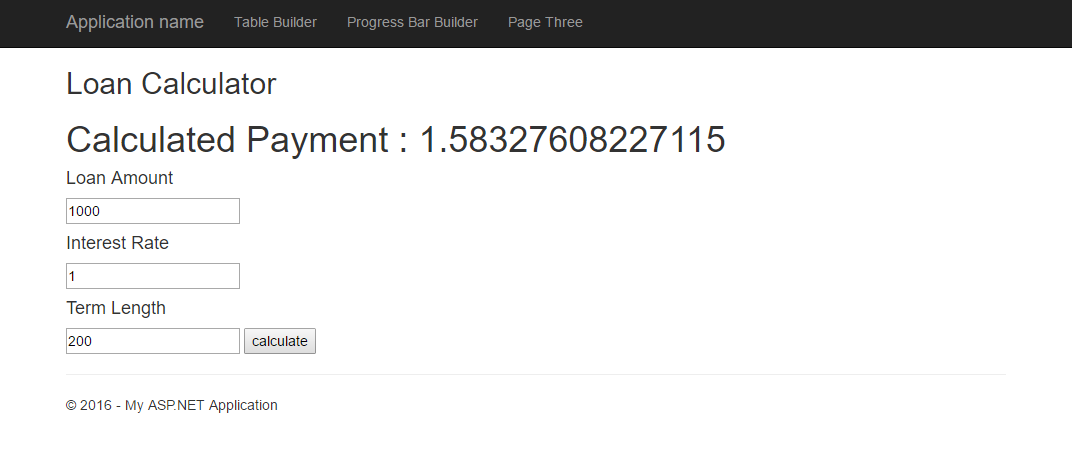 Application name Table Builder Progress Bar Builder Page Three
Loan Calculator
Calculated Payment : 1.58327608227115
Loan Amount
1000
Interest Rate
1
Term Length
200 calculate
© 2016 - My ASP.NET Application